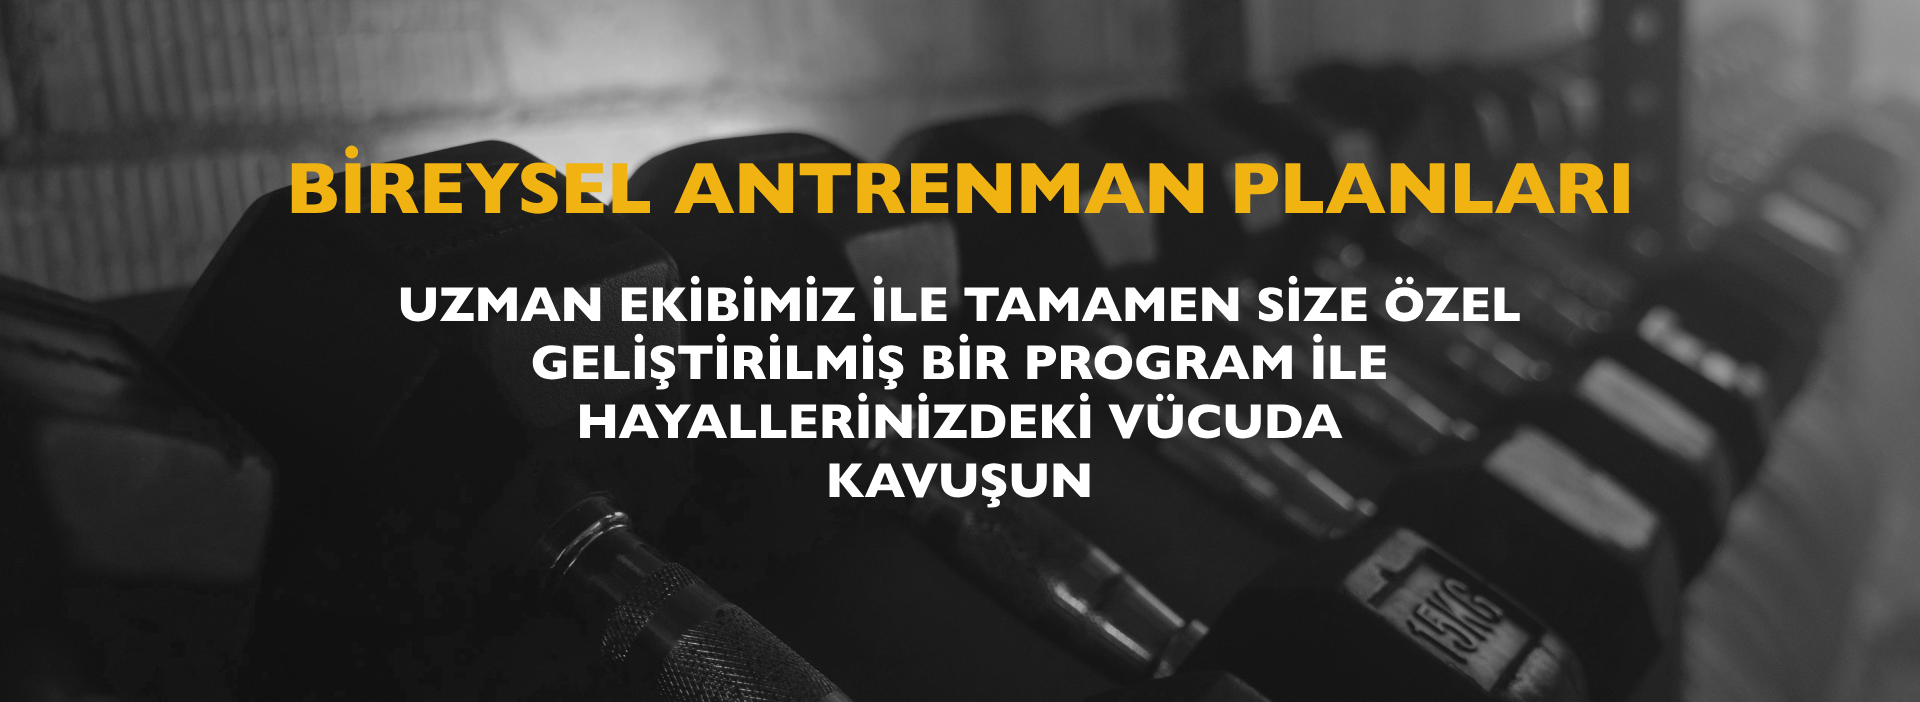 BİREYSEL ANTRENMAN PLANLARI
UZMAN EKİBİMİZ İLE TAMAMEN SİZE ÖZEL
GELİŞTİRİLMİŞ BİR PROGRAM İLE
HAYALLERİNİZDEKİ VÜCUDA
KAVUŞUN
15KG